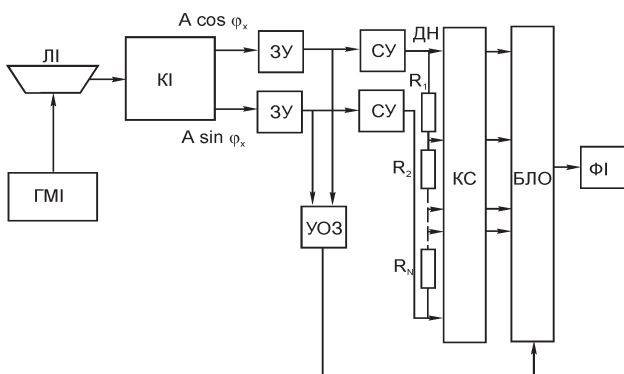 A cos φx
ДН
ЛІ
ЗУ
СУ
КІ
R1
ЗУ
СУ
A sin φx
R2
КС
БЛО
ФІ
ГМІ
УОЗ
RN